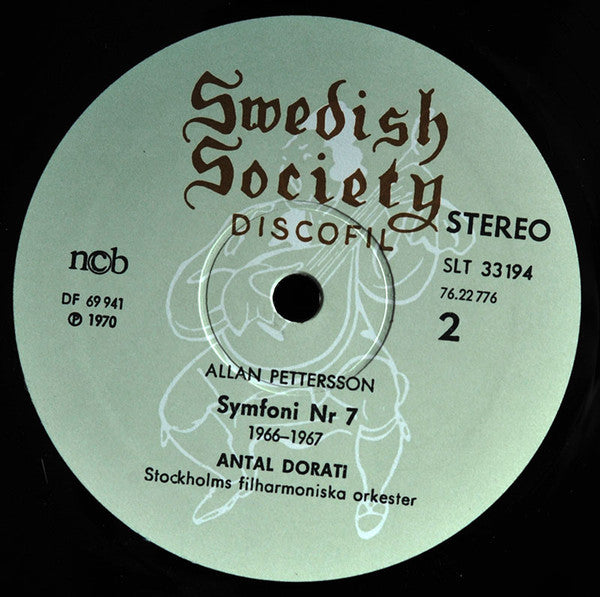 Swedish
Society
DISCOFIL
STEREO
ncb
SLT 33194
DF 69 941
76.22 776
℗ 1970
2
ALLAN PETTERSSON
Symfoni Nr 7
1966–1967
ANTAL DORATI
Stockholms filharmoniska orkester